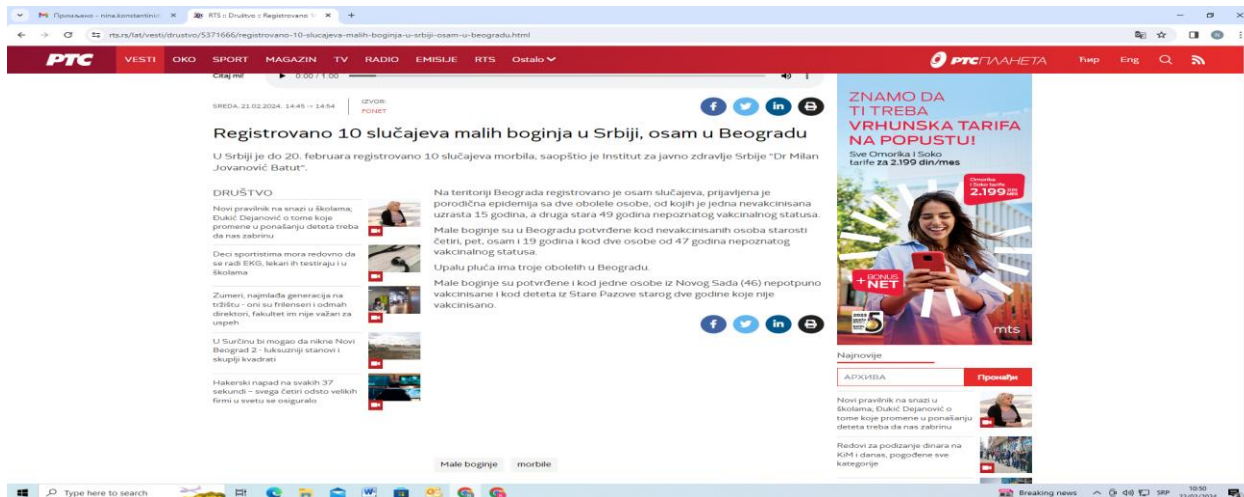 Примљено - nina.konstantinic
RTS :: Društvo :: Registrovano 1
rts.rs/lat/vesti/drustvo/5371666/registrovano-10-slucajeva-malih-boginja-u-srbiji-osam-u-beogradu.html
РТС VESTI OKO SPORT MAGAZIN TV RADIO EMISIJE RTS Ostalo РТС ПЛАНЕТА Ћир Eng
Čitaj mi!
0:00 / 1:00
SREDA, 21.02.2024, 14:45 -> 14:54
IZVOR:
FONET
Registrovano 10 slučajeva malih boginja u Srbiji, osam u Beogradu
U Srbiji je do 20. februara registrovano 10 slučajeva morbila, saopštio je Institut za javno zdravlje Srbije "Dr Milan
Jovanović Batut".
DRUŠTVO
Novi pravilnik na snazi u školama;
Đukić Dejanović o tome koje
promene u ponašanju deteta treba
da nas zabrinu
Deci sportistima mora redovno da
se radi EKG, lekari ih testiraju i u
školama
Zumeri, najmlađa generacija na
tržištu - oni su frilenseri i odmah
direktori, fakultet im nije važan za
uspeh
U Surčinu bi mogao da nikne Novi
Beograd 2 - luksuzniji stanovi i
skuplji kvadrati
Hakerski napad na svakih 37
sekundi – svega četiri odsto velikih
firmi u svetu se osiguralo
Na teritoriji Beograda registrovano je osam slučajeva, prijavljena je
porodična epidemija sa dve obolele osobe, od kojih je jedna nevakcinisana
uzrasta 15 godina, a druga stara 49 godina nepoznatog vakcinalnog statusa.
Male boginje su u Beogradu potvrđene kod nevakcinisanih osoba starosti
četiri, pet, osam i 19 godina i kod dve osobe od 47 godina nepoznatog
vakcinalnog statusa.
Upalu pluća ima troje obolelih u Beogradu.
Male boginje su potvrđene i kod jedne osobe iz Novog Sada (46) nepotpuno
vakcinisane i kod deteta iz Stare Pazove starog dve godine koje nije
vakcinisano.
Male boginje morbile
ZNAMO DA
TI TREBA
VRHUNSKA TARIFA
NA POPUSTU!
Sve Omorika i Soko
tarife za 2.199 din/mes
Omorika
i Soko tarife
2.199
+BONUS
NET
5
mts
Najnovije
АРХИВА Пронађи
Novi pravilnik na snazi u
školama; Đukić Dejanović o
tome koje promene u ponašanju
deteta treba da nas zabrinu
Redovi za podizanje dinara na
KiM i danas, pogođene sve
kategorije
Type here to search
Breaking news
SRP
10:50